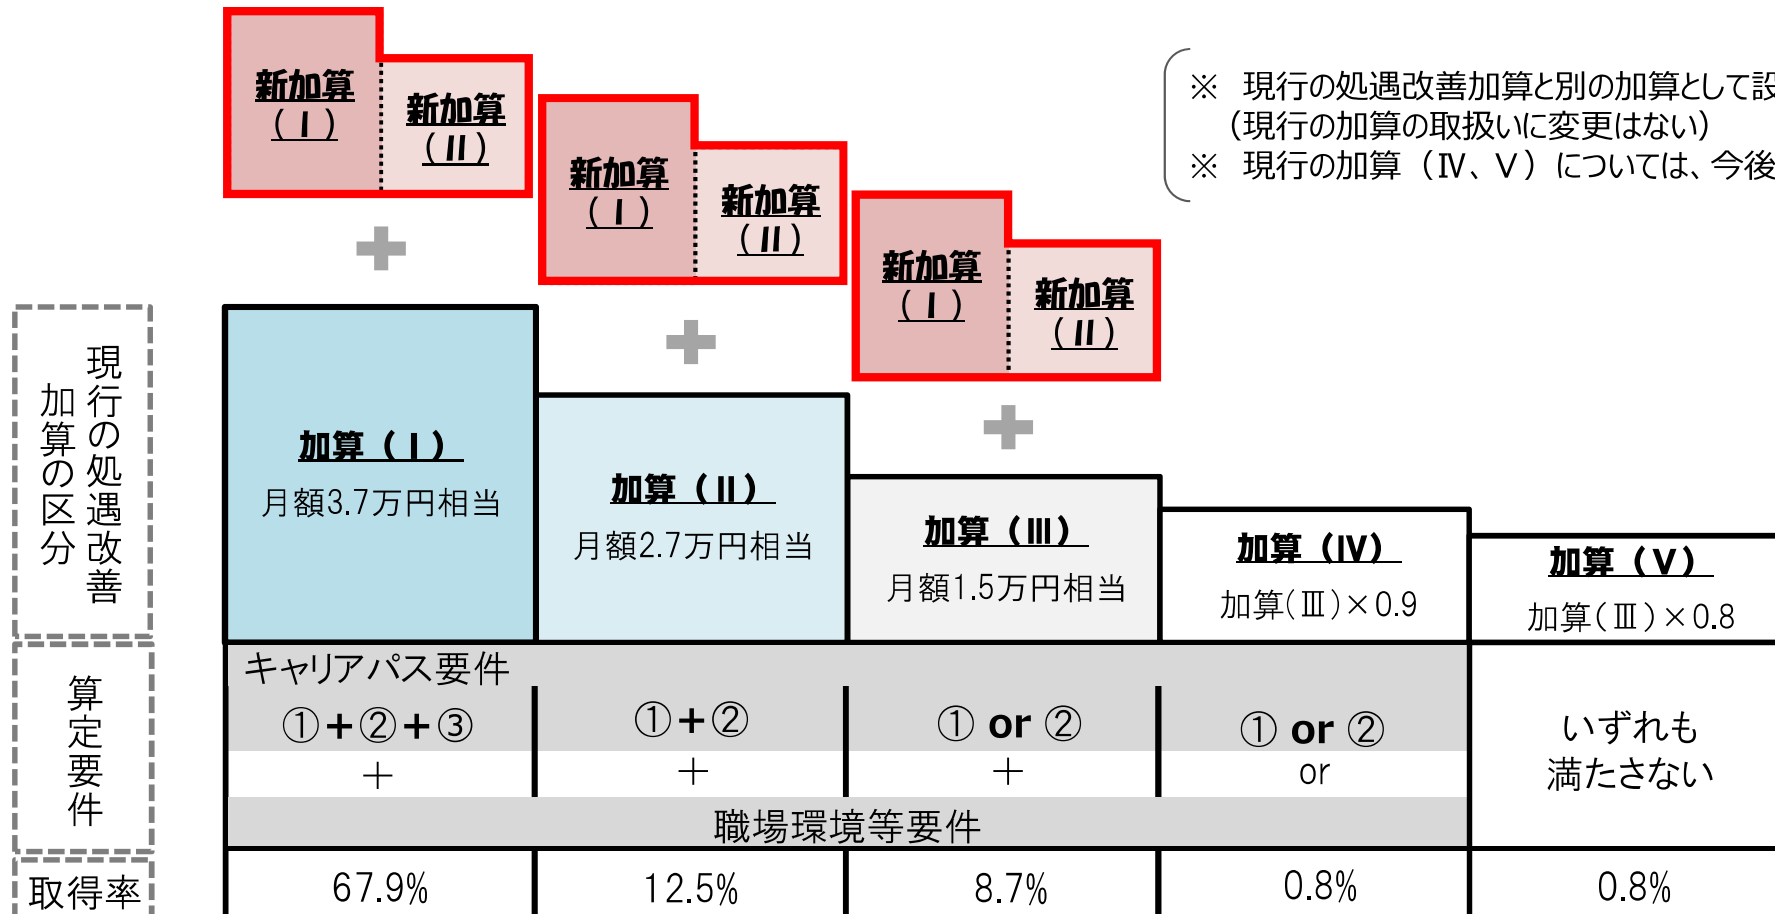 新加算
（Ⅰ）
新加算
（Ⅱ）
新加算
（Ⅰ）
新加算
（Ⅱ）
新加算
（Ⅰ）
新加算
（Ⅱ）
※ 現行の処遇改善加算と別の加算として設
（現行の加算の取扱いに変更はない）
※ 現行の加算（Ⅳ、Ⅴ）については、今後
現行の処遇改善
加算の区分
加算（Ⅰ）
月額3.7万円相当
加算（Ⅱ）
月額2.7万円相当
加算（Ⅲ）
月額1.5万円相当
加算（Ⅳ）
加算(Ⅲ)×0.9
加算（Ⅴ）
加算(Ⅲ)×0.8
算定要件
キャリアパス要件
①+②+③
①+②
① or ②
① or ②
＋
＋
＋
or
職場環境等要件
いずれも
満たさない
取得率
67.9%
12.5%
8.7%
0.8%
0.8%